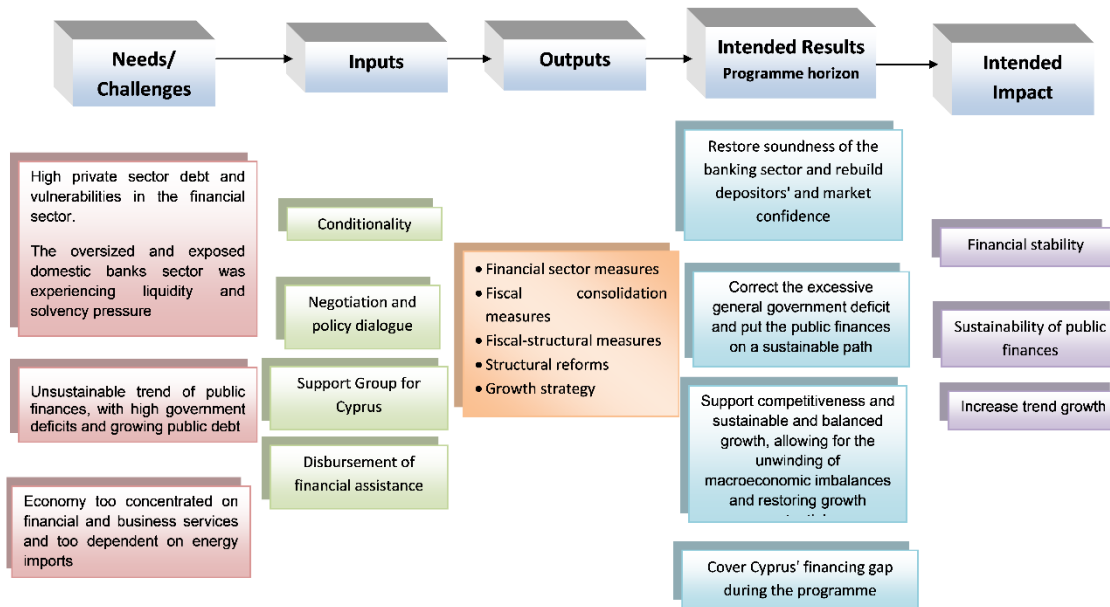 Needs/
Challenges
Inputs
Outputs
Intended Results
Programme horizon
Intended
Impact
High private sector debt and
vulnerabilities in the financial
sector.
The oversized and exposed
domestic banks sector was
experiencing liquidity and
solvency pressure
Unsustainable trend of public
finances, with high government
deficits and growing public debt
Economy too concentrated on
financial and business services
and too dependent on energy
imports
Conditionality
Negotiation and
policy dialogue
Support Group for
Cyprus
Disbursement of
financial assistance
• Financial sector measures
• Fiscal consolidation
measures
• Fiscal-structural measures
• Structural reforms
• Growth strategy
Restore soundness of the
banking sector and rebuild
depositors' and market
confidence
Correct the excessive
general government deficit
and put the public finances
on a sustainable path
Support competitiveness and
sustainable and balanced
growth, allowing for the
unwinding of
macroeconomic imbalances
and restoring growth
Cover Cyprus' financing gap
during the programme
Financial stability
Sustainability of public
finances
Increase trend growth